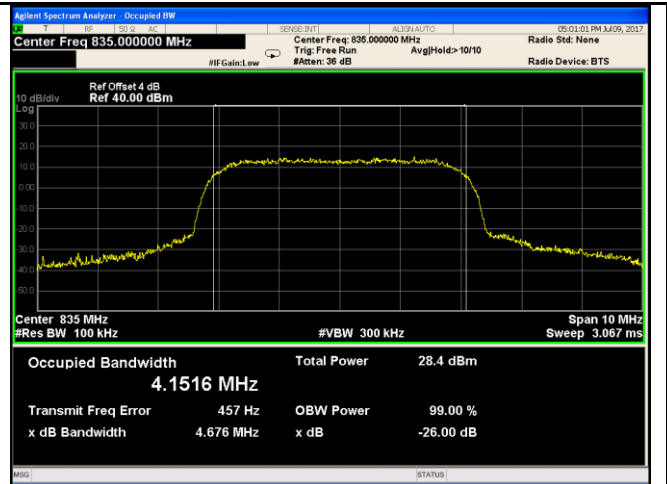 Agilent Spectrum Analyzer - Occupied BW
T RF 50 Ω AC SENSE:INT ALIGN AUTO 05:01:01 PM Jul 09, 2017
Center Freq 835.000000 MHz Center Freq: 835.000000 MHz Radio Std: None
Trig: Free Run Avg|Hold:> 10/10
#IFGain:Low #Atten: 36 dB Radio Device: BTS
Ref Offset 4 dB
10 dB/div Ref 40.00 dBm
Log
30.0
20.0
10.0
0.00
-10.0
-20.0
-30.0
-40.0
-50.0
Center 835 MHz Span 10 MHz
#Res BW 100 kHz #VBW 300 kHz Sweep 3.067 ms
Occupied Bandwidth Total Power 28.4 dBm
4.1516 MHz
Transmit Freq Error 457 Hz OBW Power 99.00 %
x dB Bandwidth 4.676 MHz x dB -26.00 dB
MSG STATUS